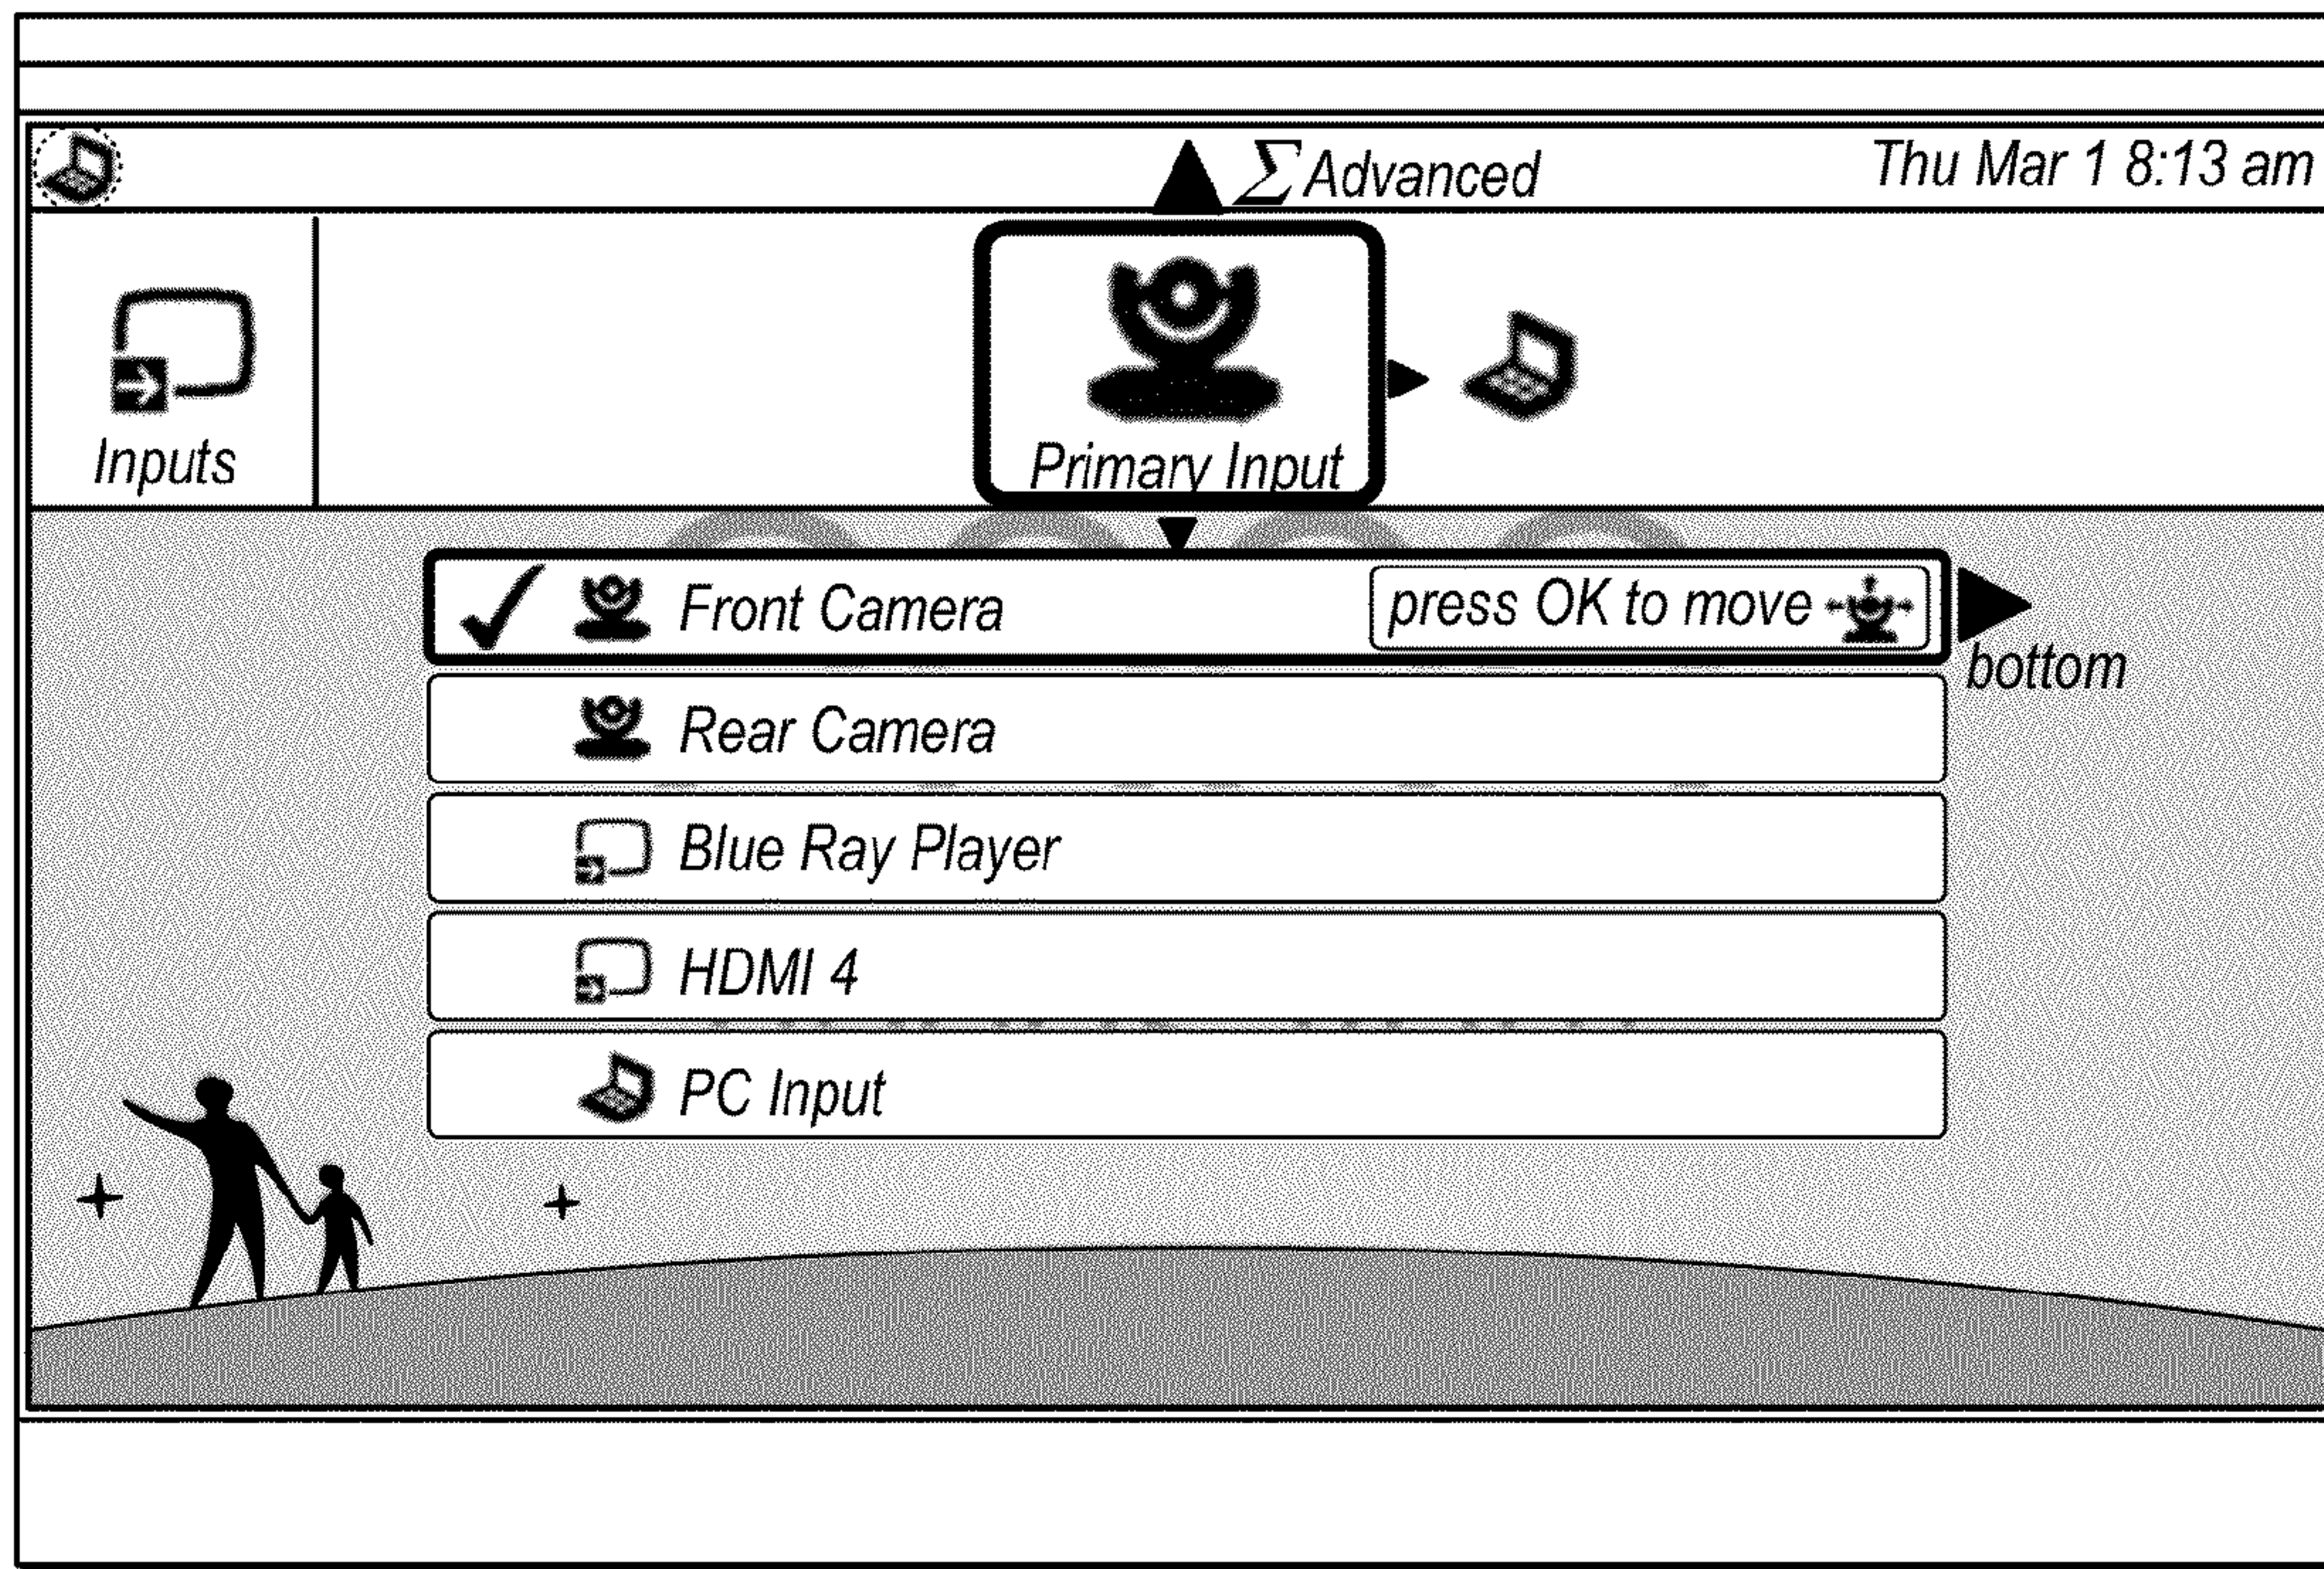 ΣAdvanced
Thu Mar 1 8:13 am
Inputs
Primary Input
Front Camera
press OK to move
bottom
Rear Camera
Blue Ray Player
HDMI 4
PC Input